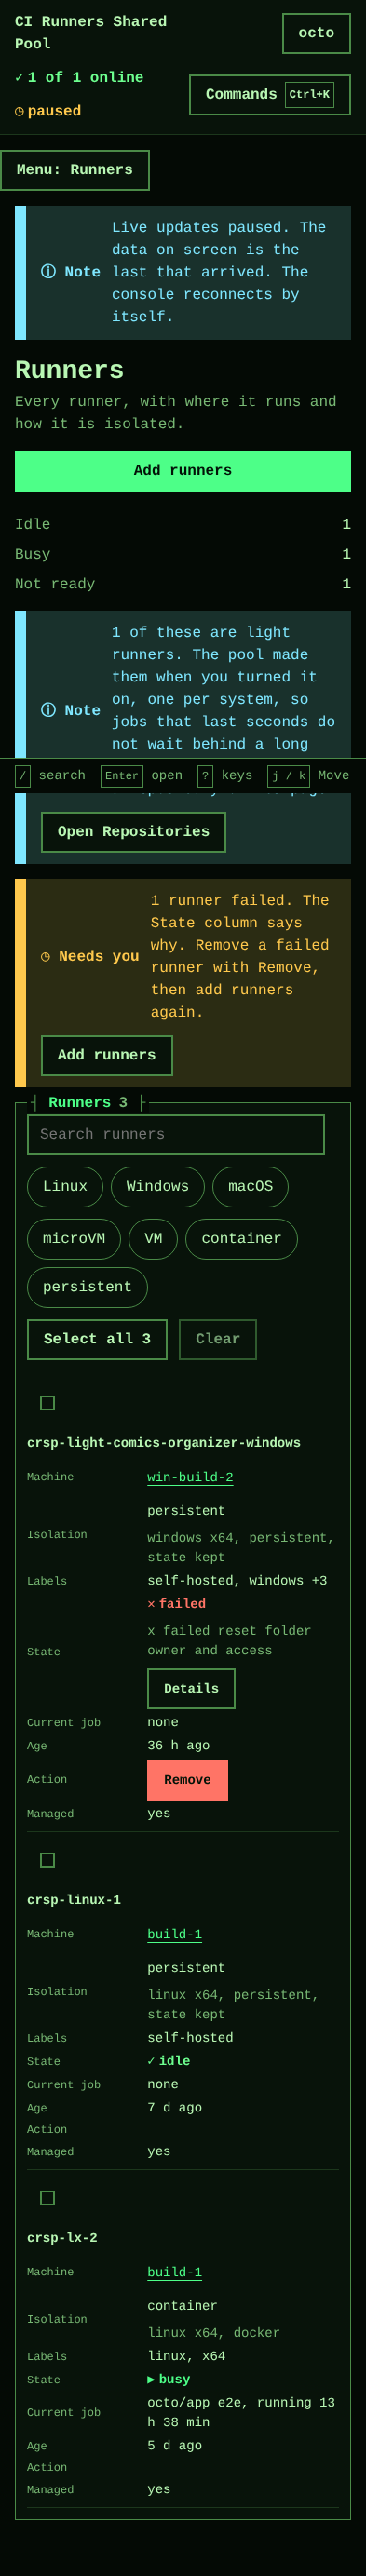 CI Runners Shared
Pool
octo
✓ 1 of 1 online
◷ paused
Commands Ctrl+K
Menu: Runners
ⓘ Note
Live updates paused. The
data on screen is the
last that arrived. The
console reconnects by
itself.
Runners
Every runner, with where it runs and
how it is isolated.
Add runners
Idle 1
Busy 1
Not ready 1
ⓘ Note
1 of these are light
runners. The pool made
them when you turned it
on, one per system, so
jobs that last seconds do
not wait behind a long
/ search Enter open ? keys j / k Move
Open Repositories
◷ Needs you
1 runner failed. The
State column says
why. Remove a failed
runner with Remove,
then add runners
again.
Add runners
Runners 3
Search runners
Linux Windows macOS
microVM VM container
persistent
Select all 3 Clear
crsp-light-comics-organizer-windows
Machine win-build-2
Isolation persistent
windows x64, persistent,
state kept
Labels self-hosted, windows +3
State × failed
x failed reset folder
owner and access
Details
Current job none
Age 36 h ago
Action Remove
Managed yes
crsp-linux-1
Machine build-1
Isolation persistent
linux x64, persistent,
state kept
Labels self-hosted
State ✓ idle
Current job none
Age 7 d ago
Action
Managed yes
crsp-lx-2
Machine build-1
Isolation container
linux x64, docker
Labels linux, x64
State ▶ busy
Current job octo/app e2e, running 13
h 38 min
Age 5 d ago
Action
Managed yes